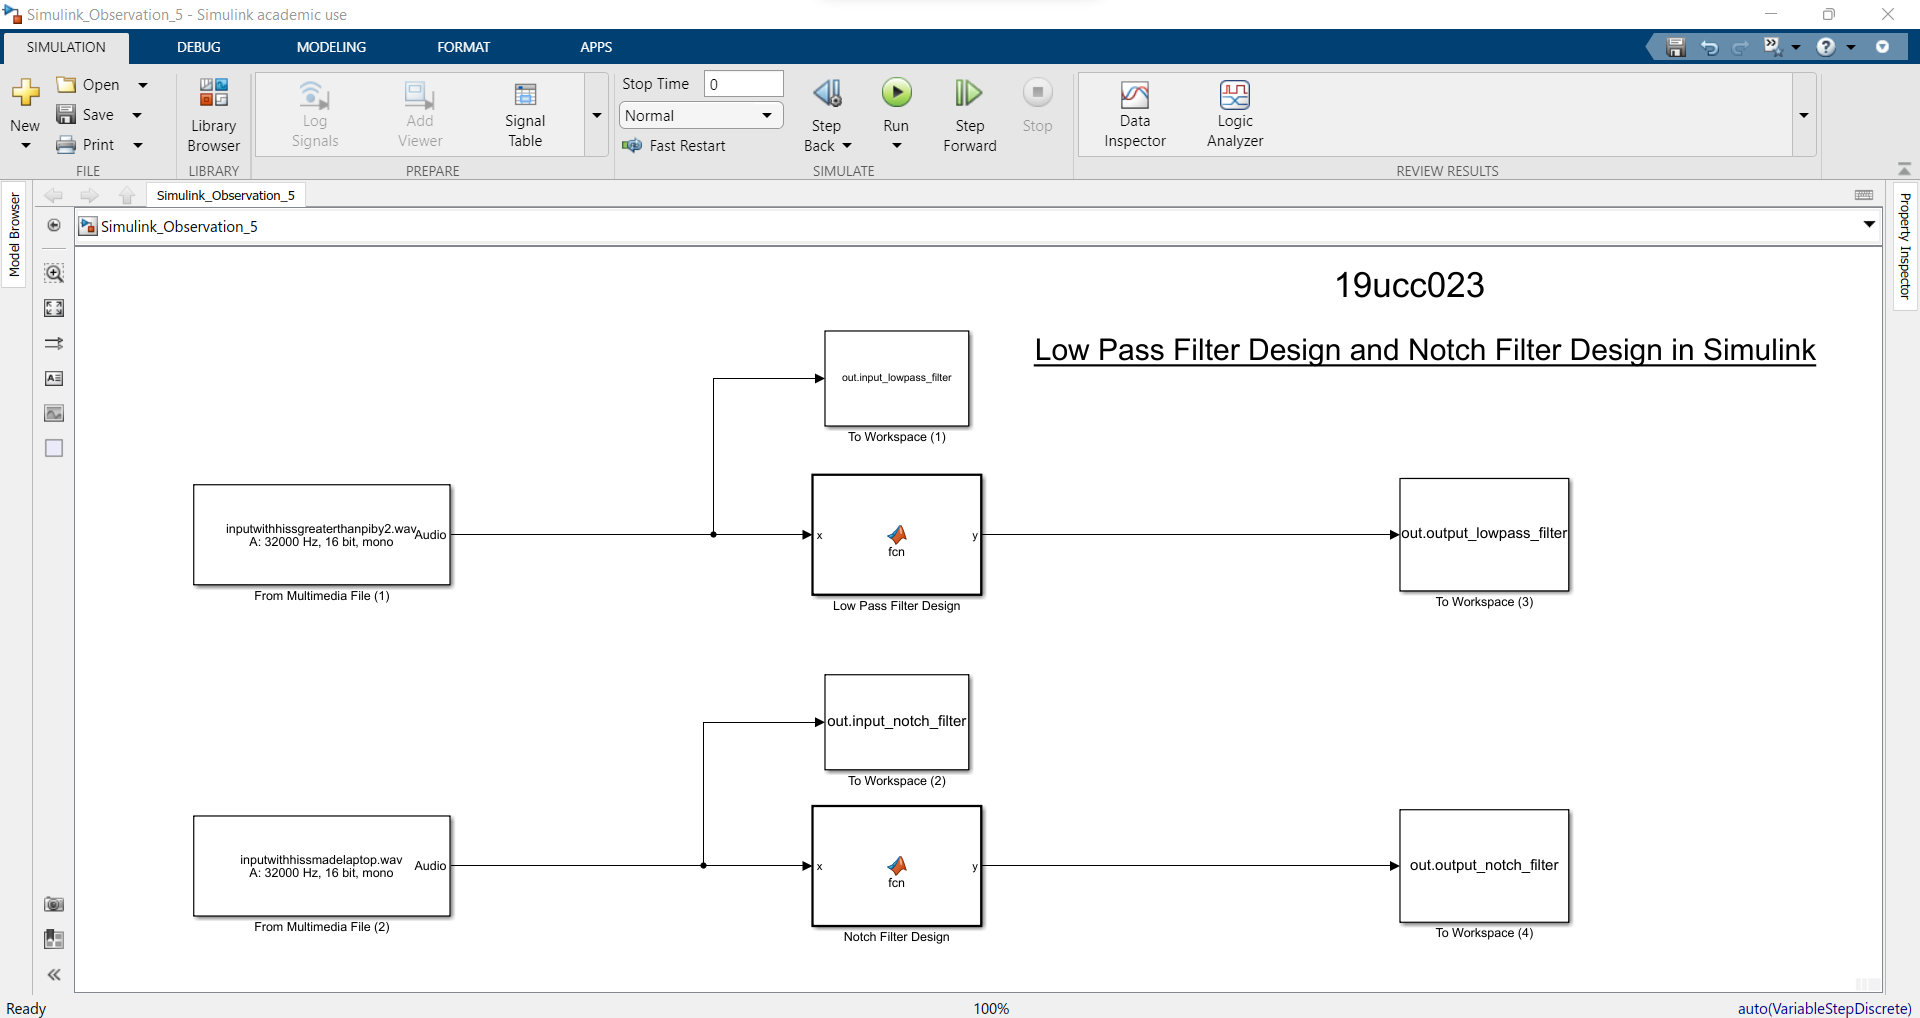 Simulink_Observation_5 - Simulink academic use
SIMULATION DEBUG MODELING FORMAT APPS
New
Open
Save
Print
FILE
Library
Browser
LIBRARY
Log
Signals
Add
Viewer
Signal
Table
PREPARE
Stop Time 0
Normal
Fast Restart
Step
Back
Run
Step
Forward
Stop
SIMULATE
Data
Inspector
Logic
Analyzer
REVIEW RESULTS
Model Browser
Simulink_Observation_5
Simulink_Observation_5
Property Inspector
19ucc023
Low Pass Filter Design and Notch Filter Design in Simulink
out.input_lowpass_filter
To Workspace (1)
inputwithhissgreaterthanpiby2.wav
A: 32000 Hz, 16 bit, mono
Audio
From Multimedia File (1)
x
fcn
y
Low Pass Filter Design
out.output_lowpass_filter
To Workspace (3)
out.input_notch_filter
To Workspace (2)
inputwithhissmadelaptop.wav
A: 32000 Hz, 16 bit, mono
Audio
From Multimedia File (2)
x
fcn
y
Notch Filter Design
out.output_notch_filter
To Workspace (4)
Ready
100%
auto(VariableStepDiscrete)